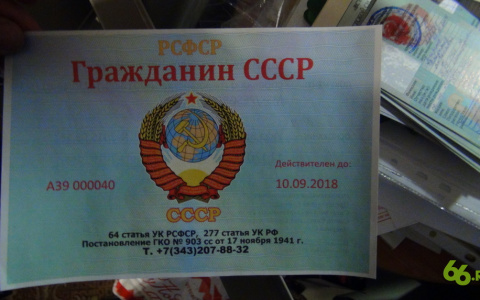 РСФСР
Гражданин СССР
Действителен до:
А39 000040
10.09.2018
СССР
64 статья УК РСФСР, 277 статья УК РФ
Постановление ГКО № 903 сс от 17 ноября 1941 г.
Т. +7(343)207-88-32